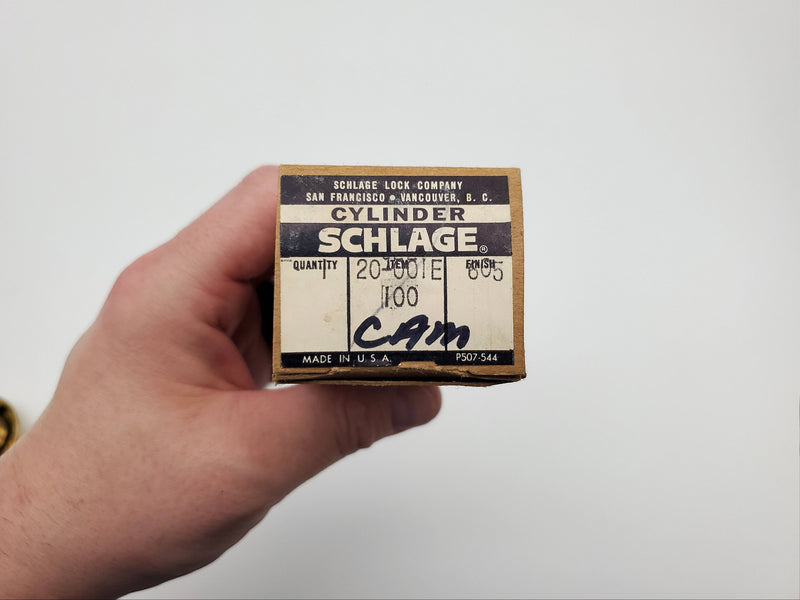 SCHLAGE LOCK COMPANY
SAN FRANCISCO • VANCOUVER, B. C.
CYLINDER
SCHLAGE®
QUANTITY ITEM FINISH
1 20-001E 605
100
CAM
MADE IN U.S.A. P507-544